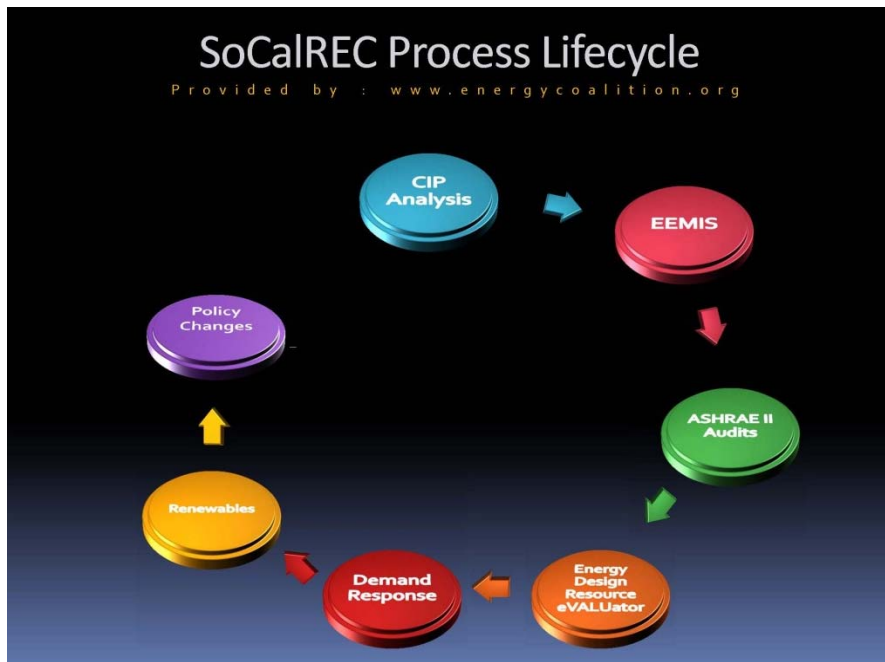 SoCalREC Process Lifecycle
Provided by : www.energycoalition.org
CIP
Analysis
EEMIS
ASHRAE II
Audits
Energy
Design
Resource
eVALUator
Demand
Response
Renewables
Policy
Changes